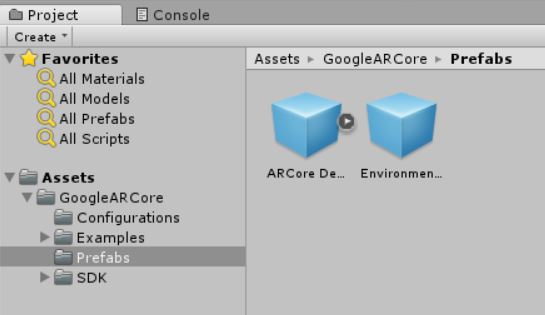 Project
Console
Create
Favorites
All Materials
All Models
All Prefabs
All Scripts
Assets
GoogleARCore
Configurations
Examples
Prefabs
SDK
Assets GoogleARCore Prefabs
ARCore De... Environmen...